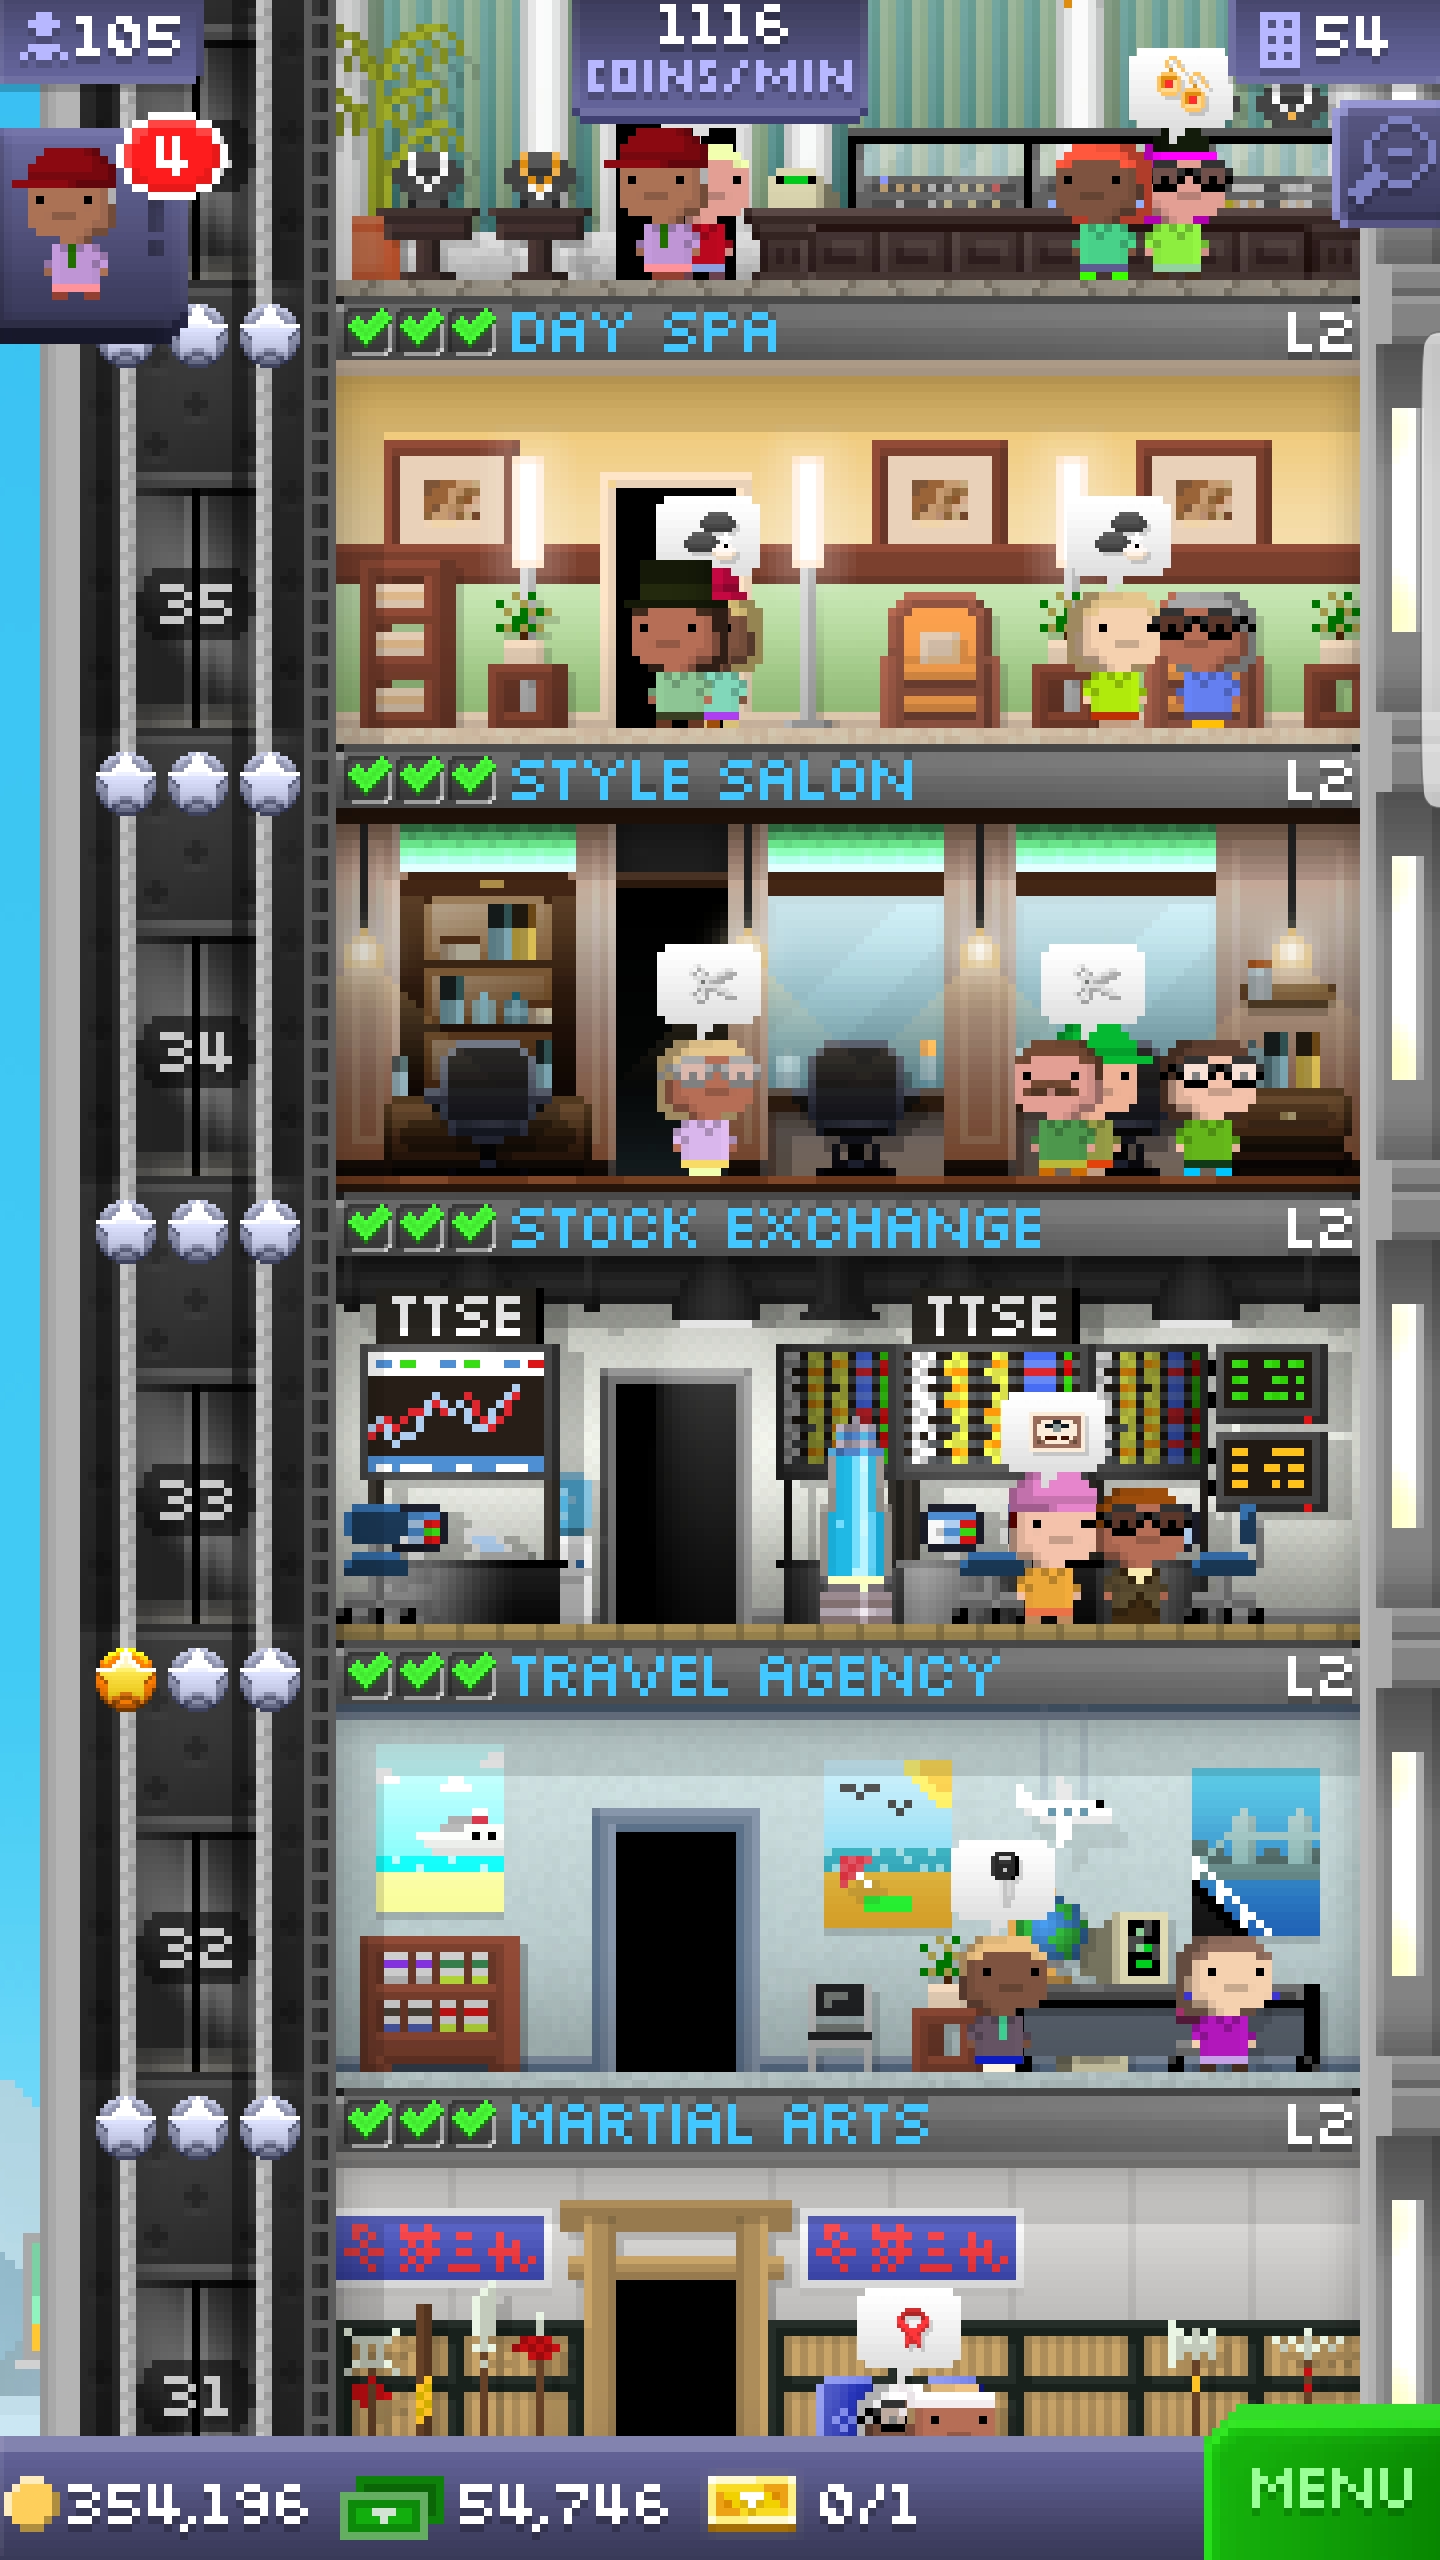 105
1116
COINS/MIN
54
4
DAY SPA
L2
35
STYLE SALON
L2
34
STOCK EXCHANGE
L2
TTSE
TTSE
33
TRAVEL AGENCY
L2
32
MARTIAL ARTS
L2
31
354,196
54,746
0/1
MENU